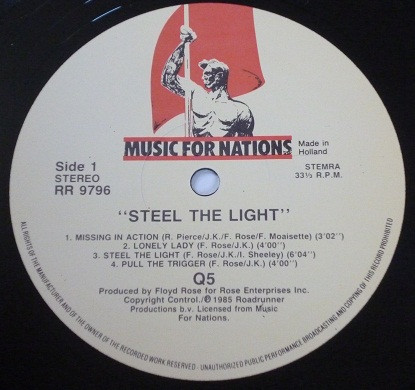 MUSIC FOR NATIONS
Made in
Holland
Side 1
STEREO
RR 9796
STEMRA
33⅓ R.P.M.
"STEEL THE LIGHT"
1. MISSING IN ACTION (R. Pierce/J.K./F. Rose/F. Moaisette) (3'02'')
2. LONELY LADY (F. Rose/J.K.) (4'00'')
3. STEEL THE LIGHT (F. Rose/J.K./I. Sheeley) (6'04'')
4. PULL THE TRIGGER (F. Rose/J.K.) (4'00'')
Q5
Produced by Floyd Rose for Rose Enterprises Inc.
Copyright Control./℗ 1985 Roadrunner
Productions b.v. Licensed from Music
For Nations.
ALL RIGHTS OF THE MANUFACTURER AND OF THE OWNER OF THE RECORDED WORK RESERVED - UNAUTHORIZED PUBLIC PERFORMANCE BROADCASTING AND COPYING OF THIS RECORD PROHIBITED